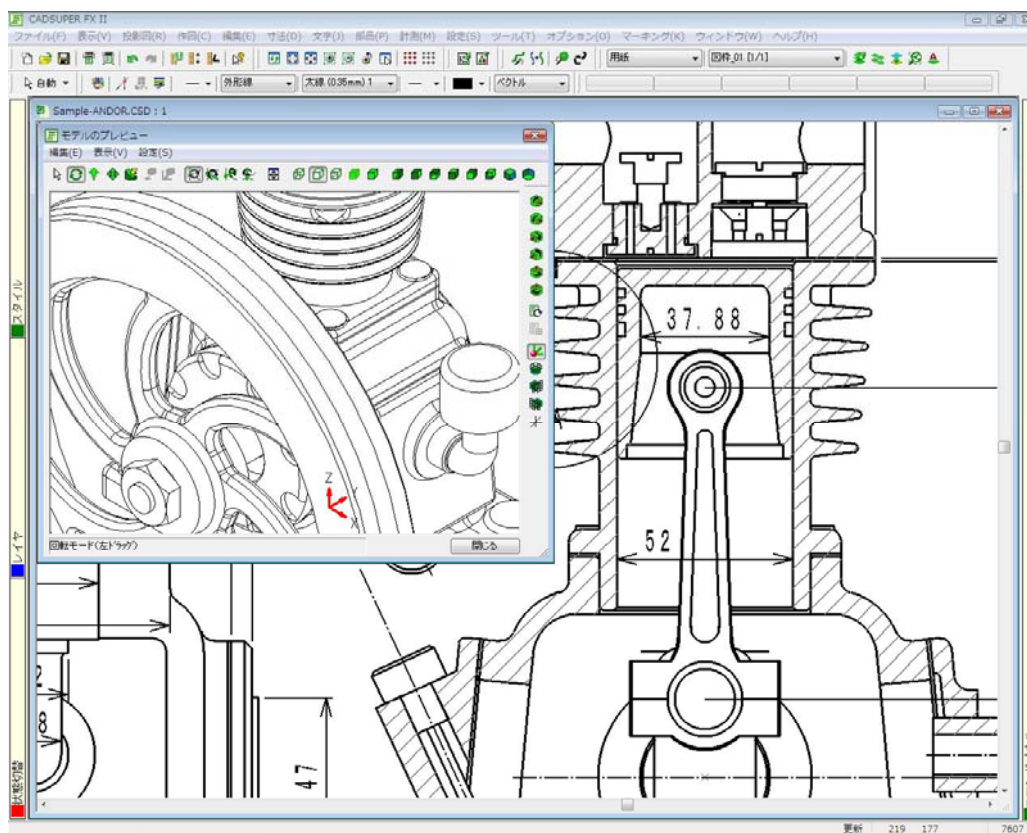 CADSUPER FX II
ファイル(F) 表示(V) 投影図(R) 作図(C) 編集(E) 寸法(D) 文字(J) 部品(P) 計測(M) 設定(S) ツール(T) オプション(O) マーキング(K) ウィンドウ(W) ヘルプ(H)
用紙 図枠_01 [1/1]
自動 外形線 太線 (0.35mm) 1 ベクトル
Sample-ANDOR.CSD : 1
モデルのプレビュー
編集(E) 表示(V) 設定(S)
37.88
スタイル
Z
Y
X
回転モード(左ドラッグ) 閉じる
レイヤ
52
47
8
状態切替
更新 219 177 7607